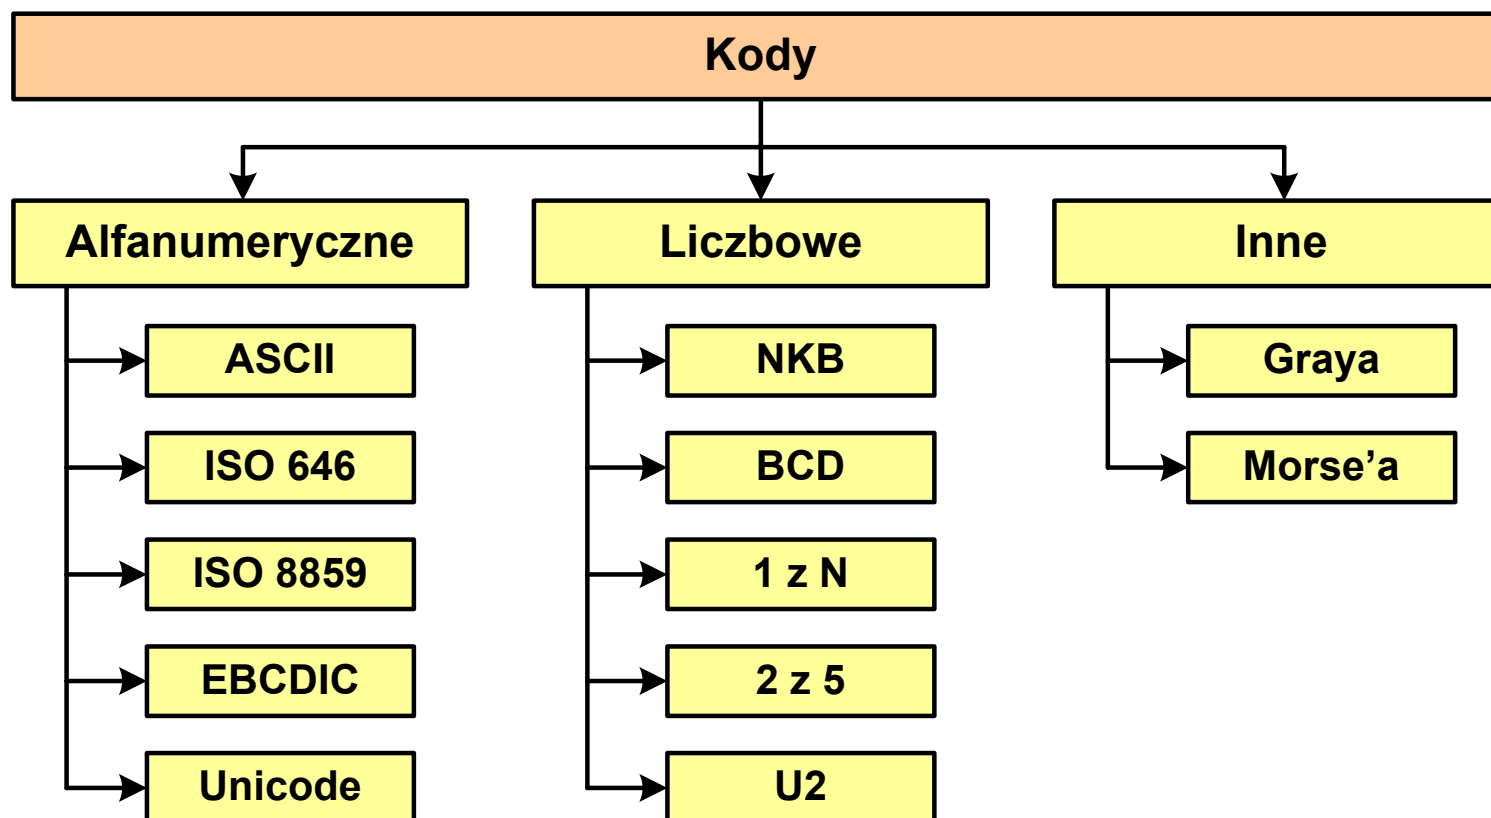 Kody
Alfanumeryczne
Liczbowe
Inne
ASCII
ISO 646
ISO 8859
EBCDIC
Unicode
NKB
BCD
1 z N
2 z 5
U2
Graya
Morse’a